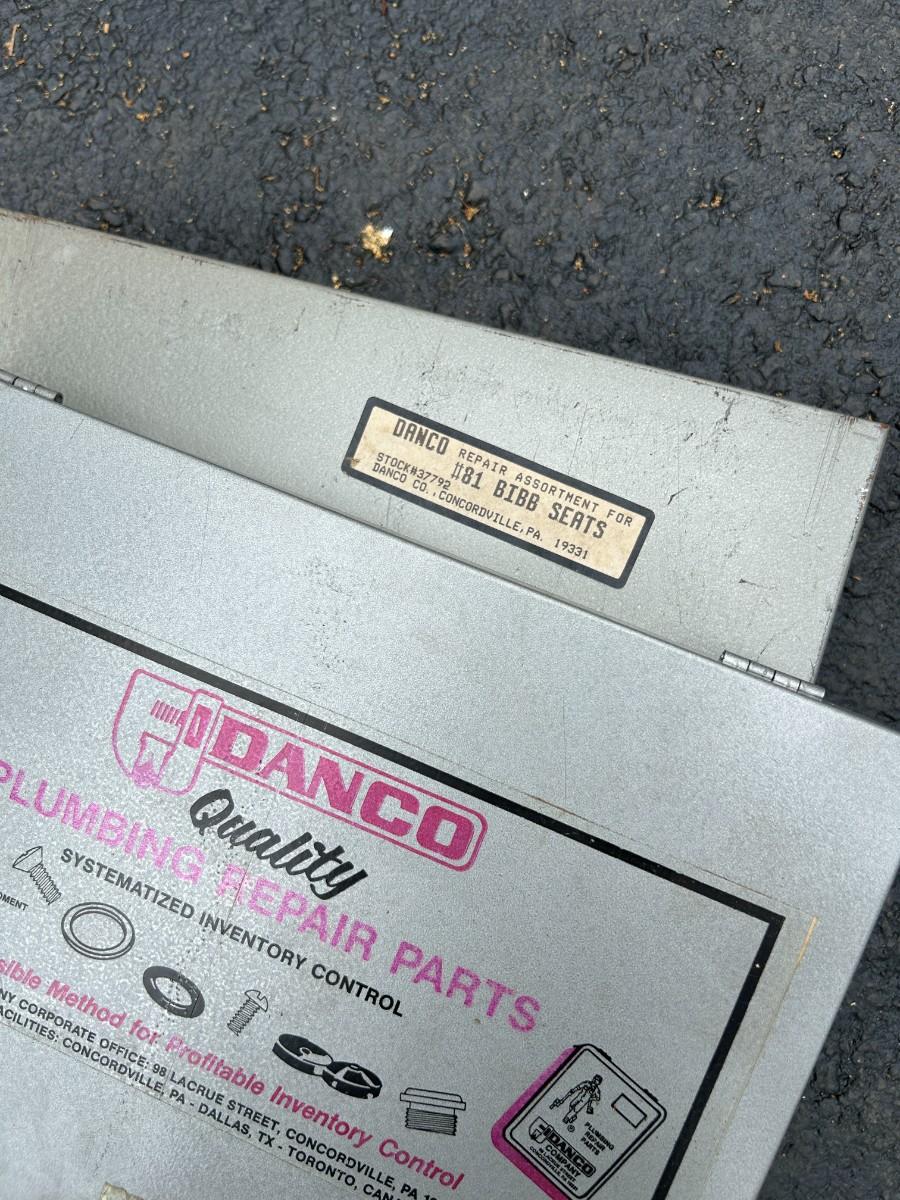 DANCO REPAIR ASSORTMENT FOR
#81 BIBB SEATS
STOCK#37792
DANCO CO., CONCORDVILLE, PA. 19331
DANCO
Quality
PLUMBING REPAIR PARTS
SYSTEMATIZED INVENTORY CONTROL
Method for Profitable Inventory Control
CORPORATE OFFICE: 98 LACRUE STREET, CONCORDVILLE, PA
FACILITIES: CONCORDVILLE, PA - DALLAS, TX - TORONTO,
PLUMBING
REPAIR
PARTS
DANCO
COMPANY